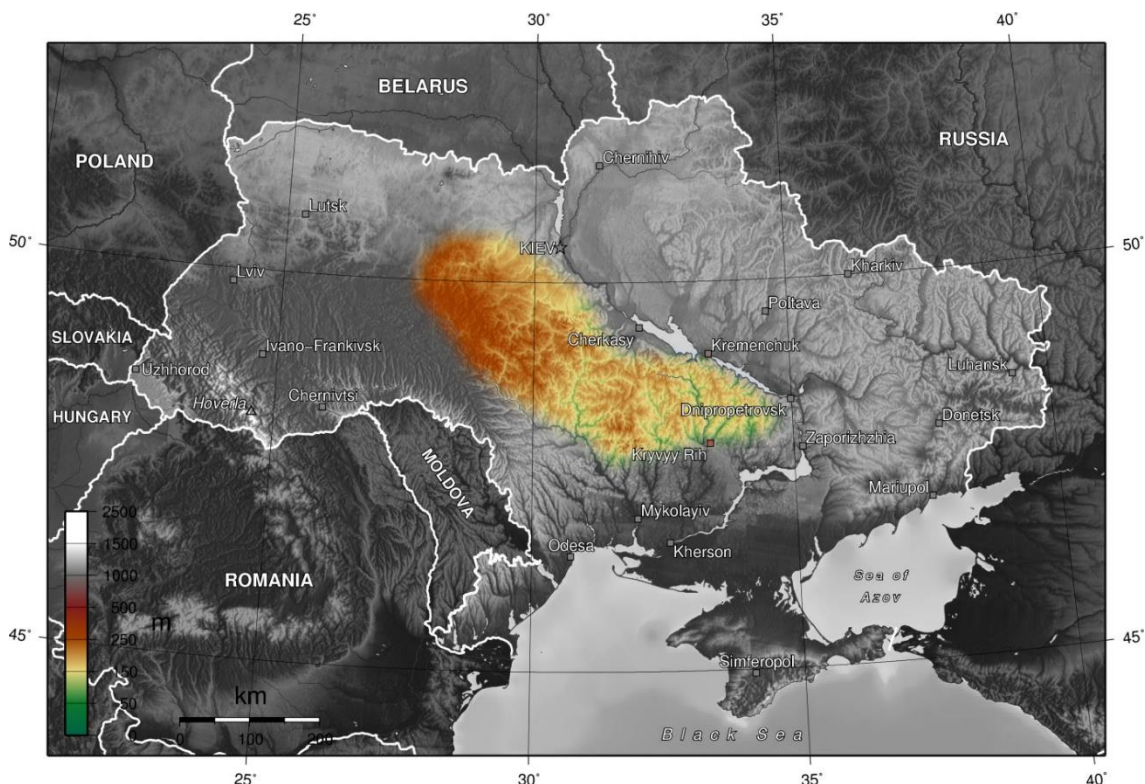 25° 30° 35° 40°
BELARUS
POLAND
RUSSIA
Chernihiv
Lutsk
50° KIEV 50°
Kharkiv
Lviv
Poltava
SLOVAKIA
Cherkasy
Kremenchuk
Ivano-Frankivsk
Uzhhorod
Luhansk
Chernivtsi
Hoverla
HUNGARY
Dnipropetrovsk
Donetsk
Zaporizhzhia
Kryvyy Rih
MOLDOVA
Mariupol
Mykolayiv
2500
1500
1000
500
250
150
50
0
m
Odesa
Kherson
ROMANIA
Sea of
Azov
45° 45°
Simferopol
km
0 100 200
Black Sea
25° 30° 35° 40°